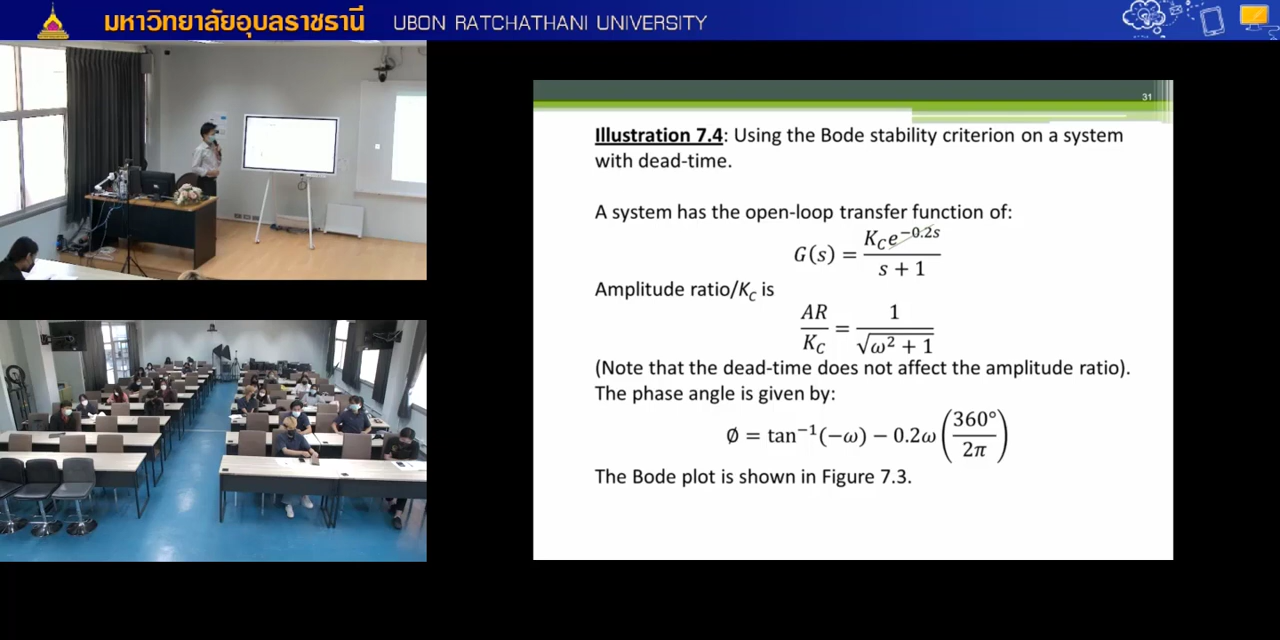 มหาวิทยาลัยอุบลราชธานี UBON RATCHATHANI UNIVERSITY
31
Illustration 7.4: Using the Bode stability criterion on a system
with dead-time.
A system has the open-loop transfer function of:
G(s) = K_C e^{-0.2s} / (s + 1)
Amplitude ratio/K_C is
AR / K_C = 1 / √(ω² + 1)
(Note that the dead-time does not affect the amplitude ratio).
The phase angle is given by:
Ø = tan⁻¹(−ω) − 0.2ω (360° / 2π)
The Bode plot is shown in Figure 7.3.